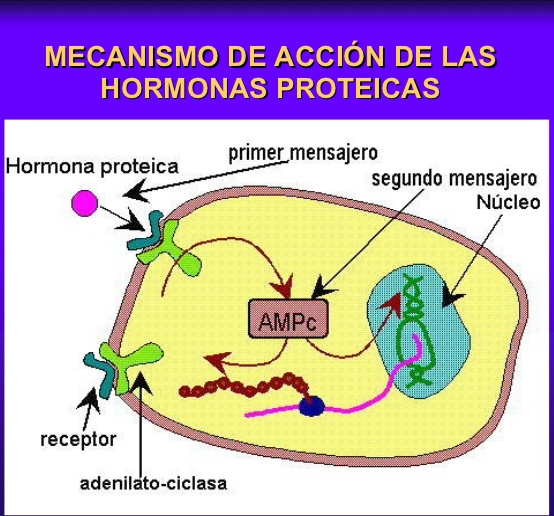 MECANISMO DE ACCIÓN DE LAS
HORMONAS PROTEICAS
primer mensajero
Hormona proteica
segundo mensajero
Núcleo
AMPc
receptor
adenilato-ciclasa